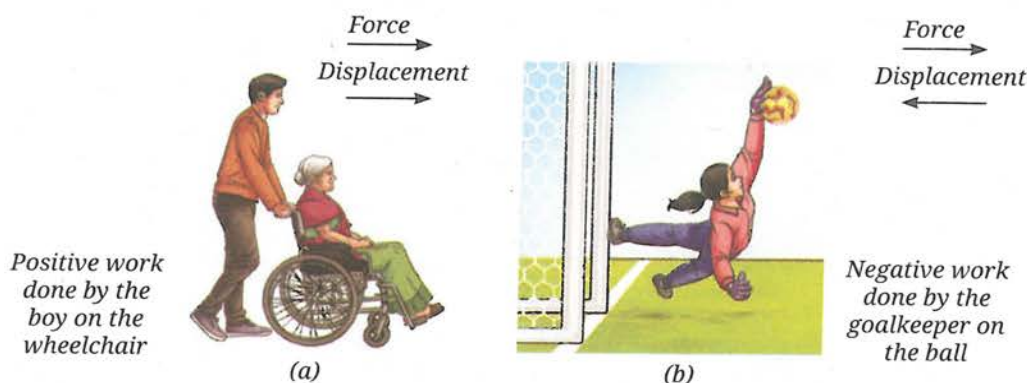 Force
Displacement
Positive work
done by the
boy on the
wheelchair
(a)
Force
Displacement
Negative work
done by the
goalkeeper on
the ball
(b)